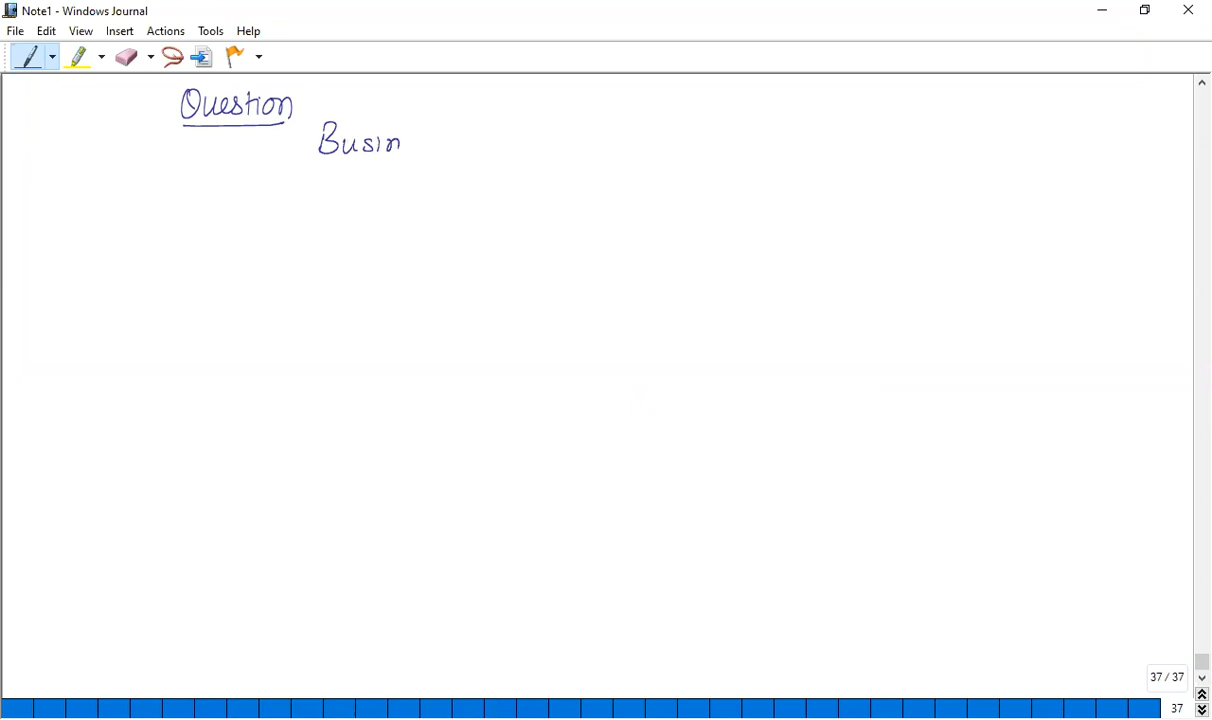 Note1 - Windows Journal
File Edit View Insert Actions Tools Help
Question
Busin
37 / 37
37